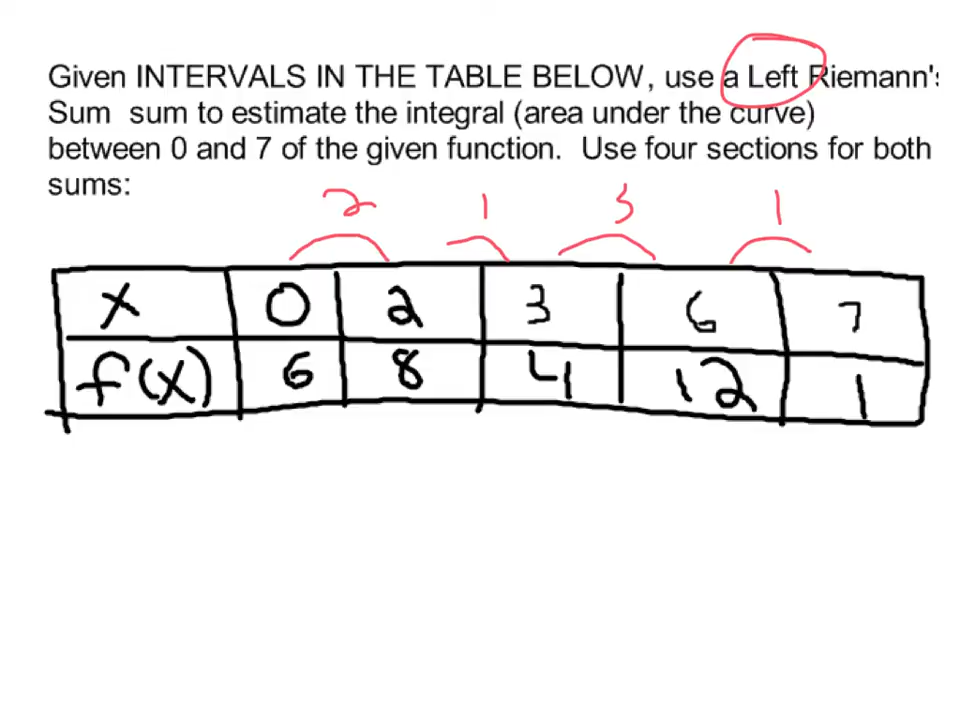 Given INTERVALS IN THE TABLE BELOW, use a Left Riemann's
Sum sum to estimate the integral (area under the curve)
between 0 and 7 of the given function. Use four sections for both
sums:
2 1 3 1
x 0 2 3 6 7
f(x) 6 8 4 12 1